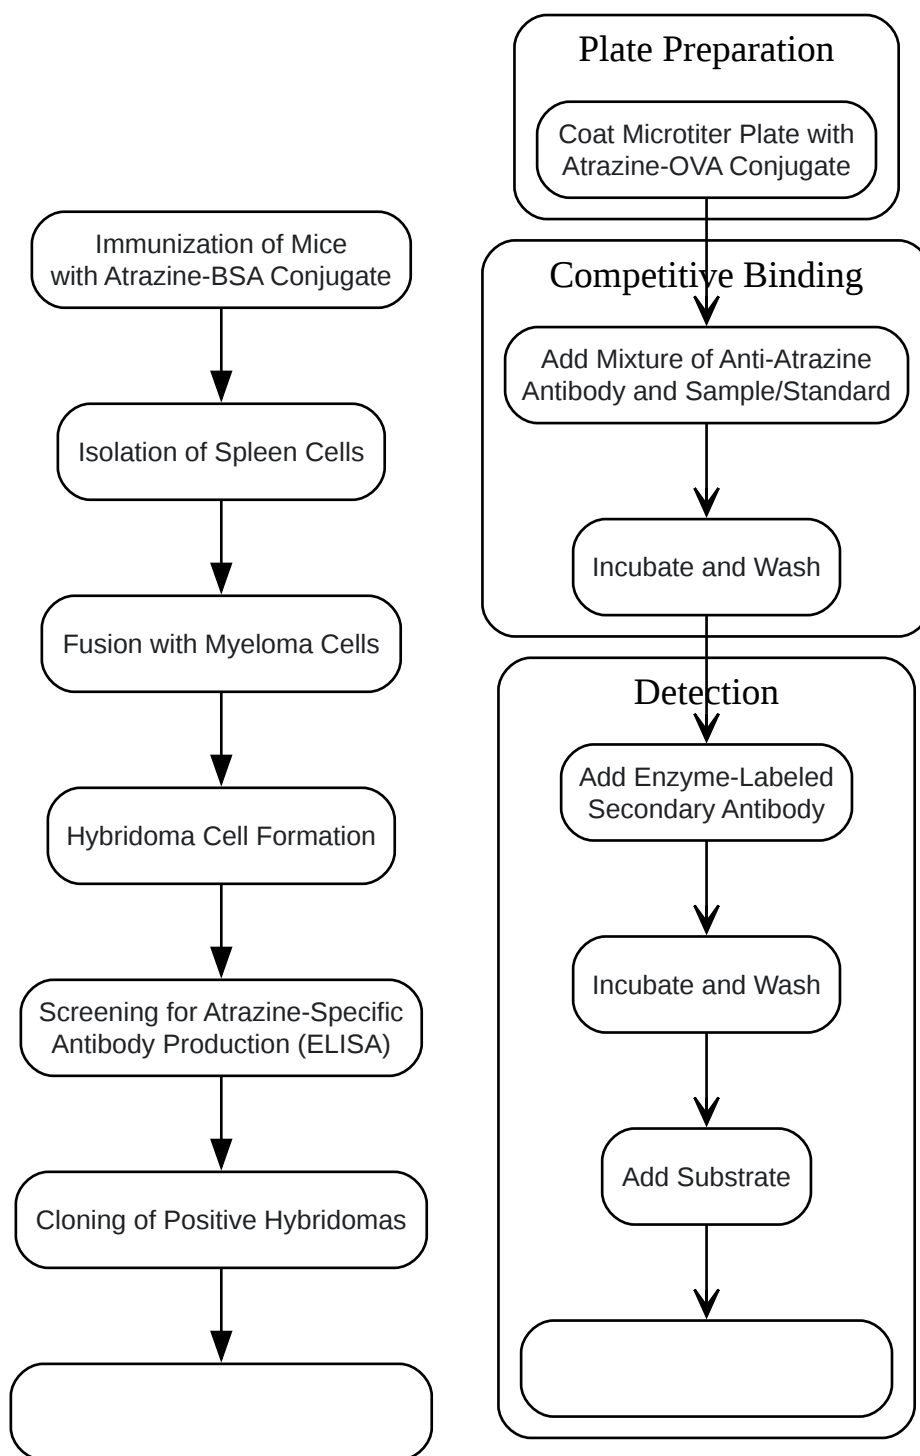 Immunization of Mice
with Atrazine-BSA Conjugate
Isolation of Spleen Cells
Fusion with Myeloma Cells
Hybridoma Cell Formation
Screening for Atrazine-Specific
Antibody Production (ELISA)
Cloning of Positive Hybridomas
Plate Preparation
Coat Microtiter Plate with
Atrazine-OVA Conjugate
Competitive Binding
Add Mixture of Anti-Atrazine
Antibody and Sample/Standard
Incubate and Wash
Detection
Add Enzyme-Labeled
Secondary Antibody
Incubate and Wash
Add Substrate